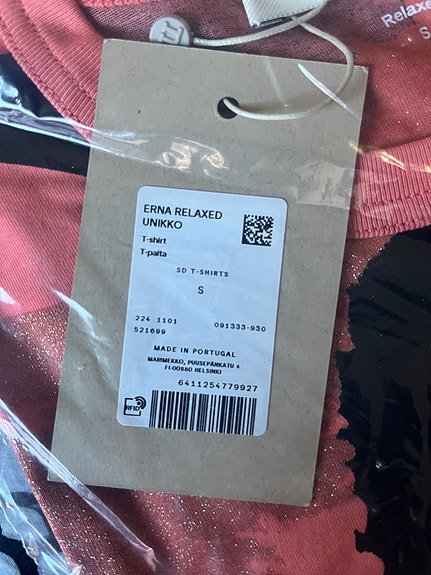 Relaxe
S
ERNA RELAXED
UNIKKO
T-shirt
T-paita
SD T-SHIRTS
S
224 1101 091333-930
521699
MADE IN PORTUGAL
MARIMEKKO, PUUSEPÄNKATU 4
FI-00880 HELSINKI
6411254779927
RFID